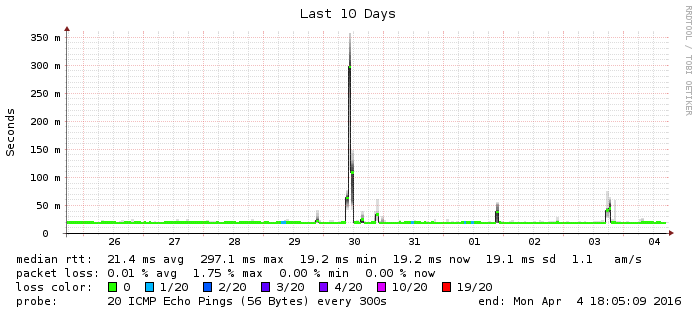 Last 10 Days
RRDTOOL / TOBI OETIKER
Seconds
350 m
300 m
250 m
200 m
150 m
100 m
50 m
0
26 27 28 29 30 31 01 02 03 04
median rtt: 21.4 ms avg 297.1 ms max 19.2 ms min 19.2 ms now 19.1 ms sd 1.1 am/s
packet loss: 0.01 % avg 1.75 % max 0.00 % min 0.00 % now
loss color: 0 1/20 2/20 3/20 4/20 10/20 19/20
probe: 20 ICMP Echo Pings (56 Bytes) every 300s end: Mon Apr 4 18:05:09 2016